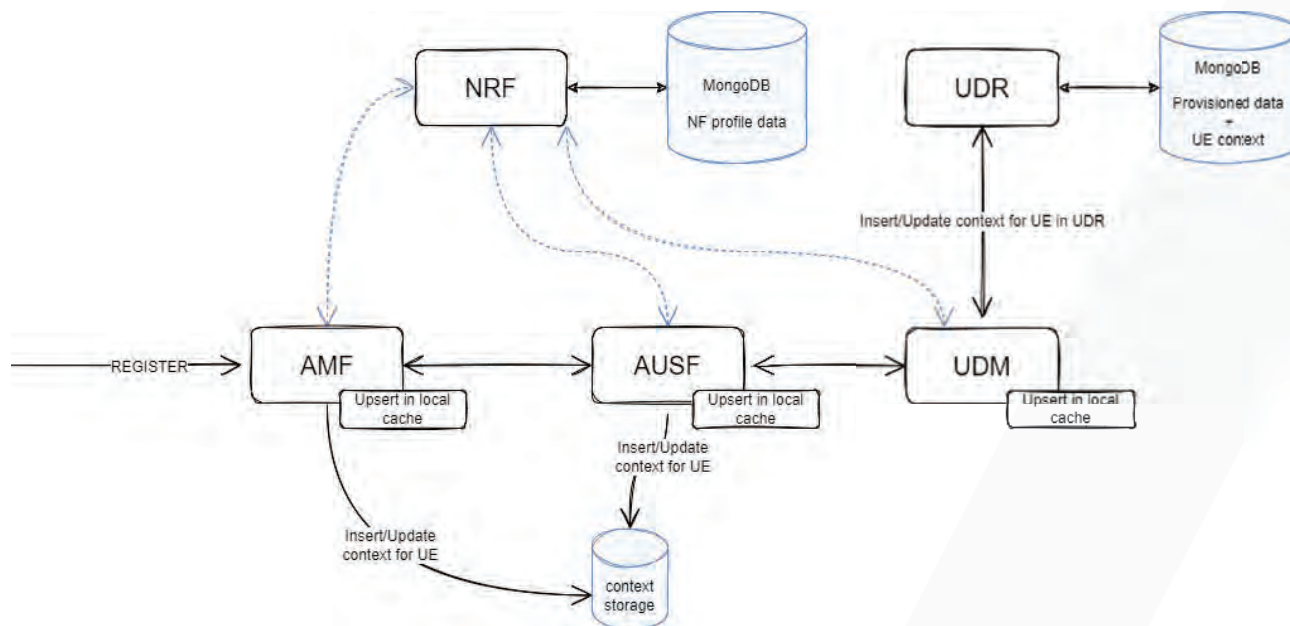 NRF
MongoDB
NF profile data
UDR
MongoDB
Provisioned data
+
UE context
Insert/Update context for UE in UDR
REGISTER
AMF
Upsert in local
cache
AUSF
Upsert in local
cache
UDM
Upsert in local
cache
Insert/Update
context for UE
Insert/Update
context for UE
context
storage